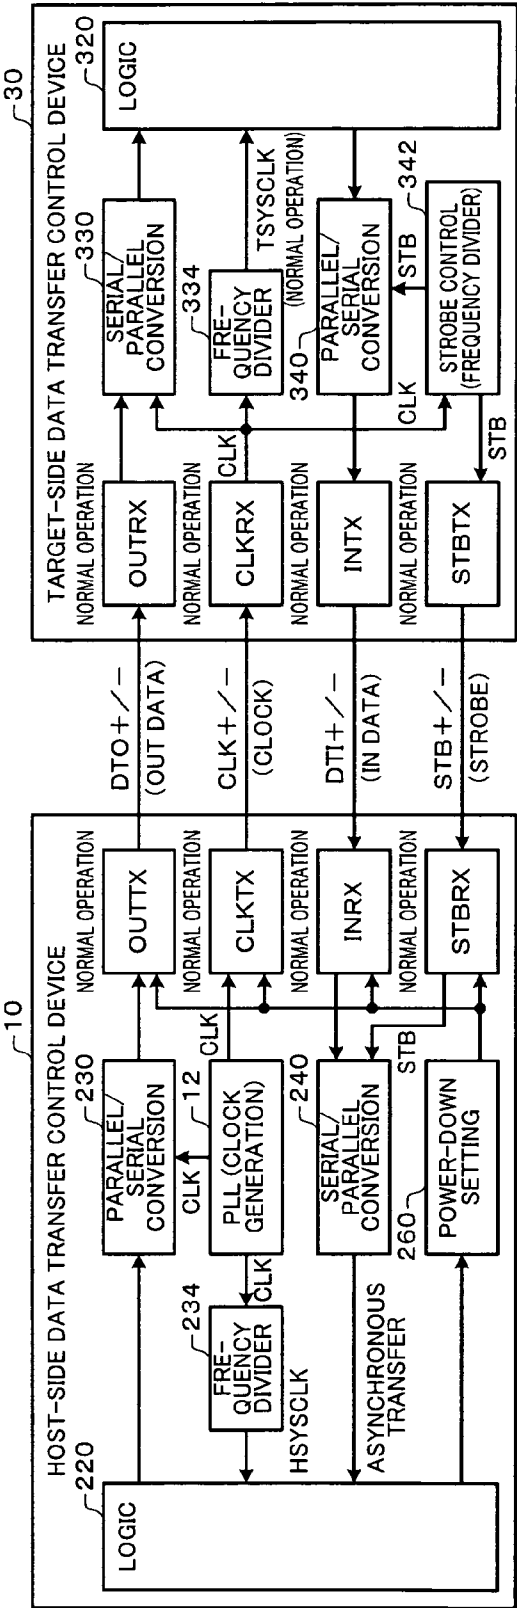 10
HOST-SIDE DATA TRANSFER CONTROL DEVICE
220
LOGIC
230
PARALLEL/
SERIAL
CONVERSION
NORMAL OPERATION
OUTTX
CLK
12
PLL (CLOCK
GENERATION)
CLK
NORMAL OPERATION
CLKTX
234
CLK
FRE-
QUENCY
DIVIDER
HSYSCLK
240
SERIAL/
PARALLEL
CONVERSION
NORMAL OPERATION
INRX
ASYNCHRONOUS
TRANSFER
STB
260
POWER-DOWN
SETTING
NORMAL OPERATION
STBRX
DTO+/-
(OUT DATA)
CLK+/-
(CLOCK)
DTI+/-
(IN DATA)
STB+/-
(STROBE)
30
TARGET-SIDE DATA TRANSFER CONTROL DEVICE
NORMAL OPERATION
OUTRX
330
SERIAL/
PARALLEL
CONVERSION
320
LOGIC
NORMAL OPERATION
CLKRX
CLK
334
FRE-
QUENCY
DIVIDER
TSYSCLK
(NORMAL OPERATION)
NORMAL OPERATION
INTX
340
PARALLEL/
SERIAL
CONVERSION
CLK
STB
342
NORMAL OPERATION
STBTX
STB
STROBE CONTROL
(FREQUENCY DIVIDER)